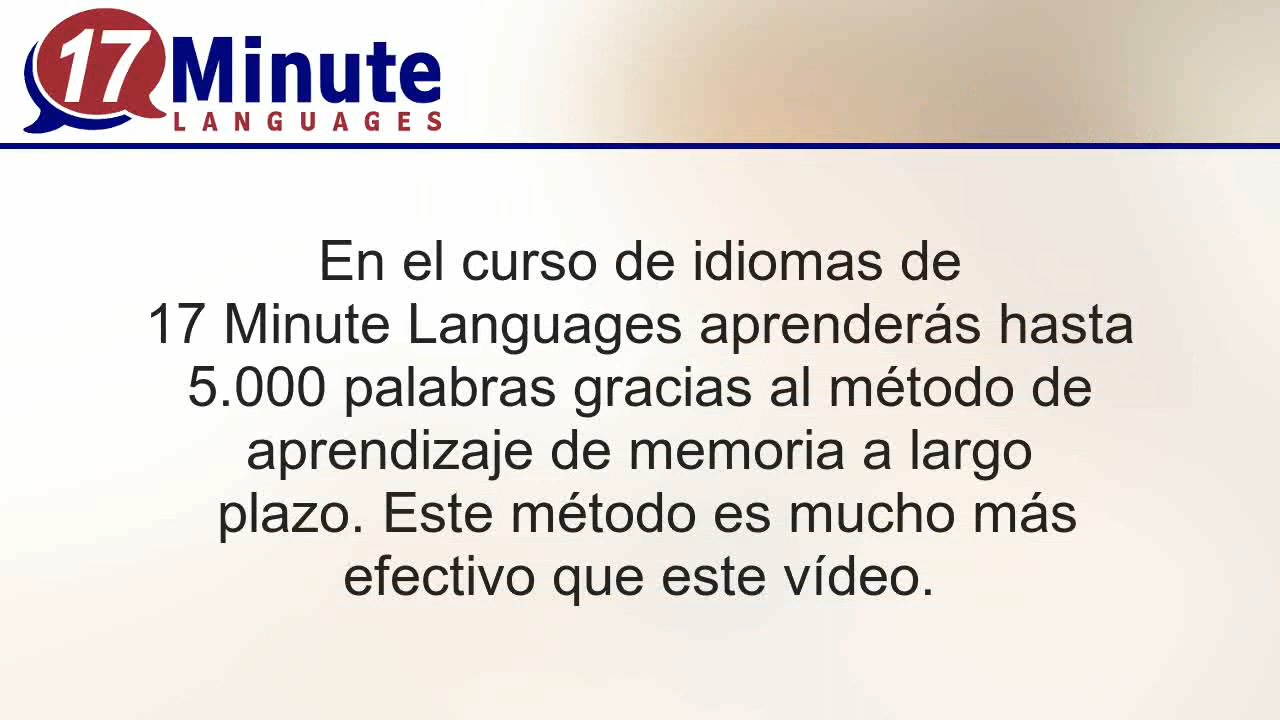 17 Minute
LANGUAGES
En el curso de idiomas de
17 Minute Languages aprenderás hasta
5.000 palabras gracias al método de
aprendizaje de memoria a largo
plazo. Este método es mucho más
efectivo que este vídeo.